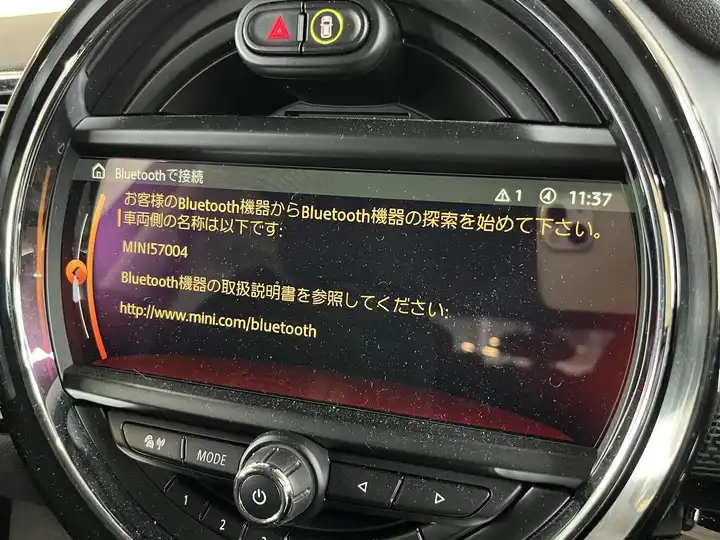 Bluetoothで接続
1 11:37
お客様のBluetooth機器からBluetooth機器の探索を始めて下さい。
車両側の名称は以下です:
MINI57004
Bluetooth機器の取扱説明書を参照してください:
http://www.mini.com/bluetooth
MODE
1
2